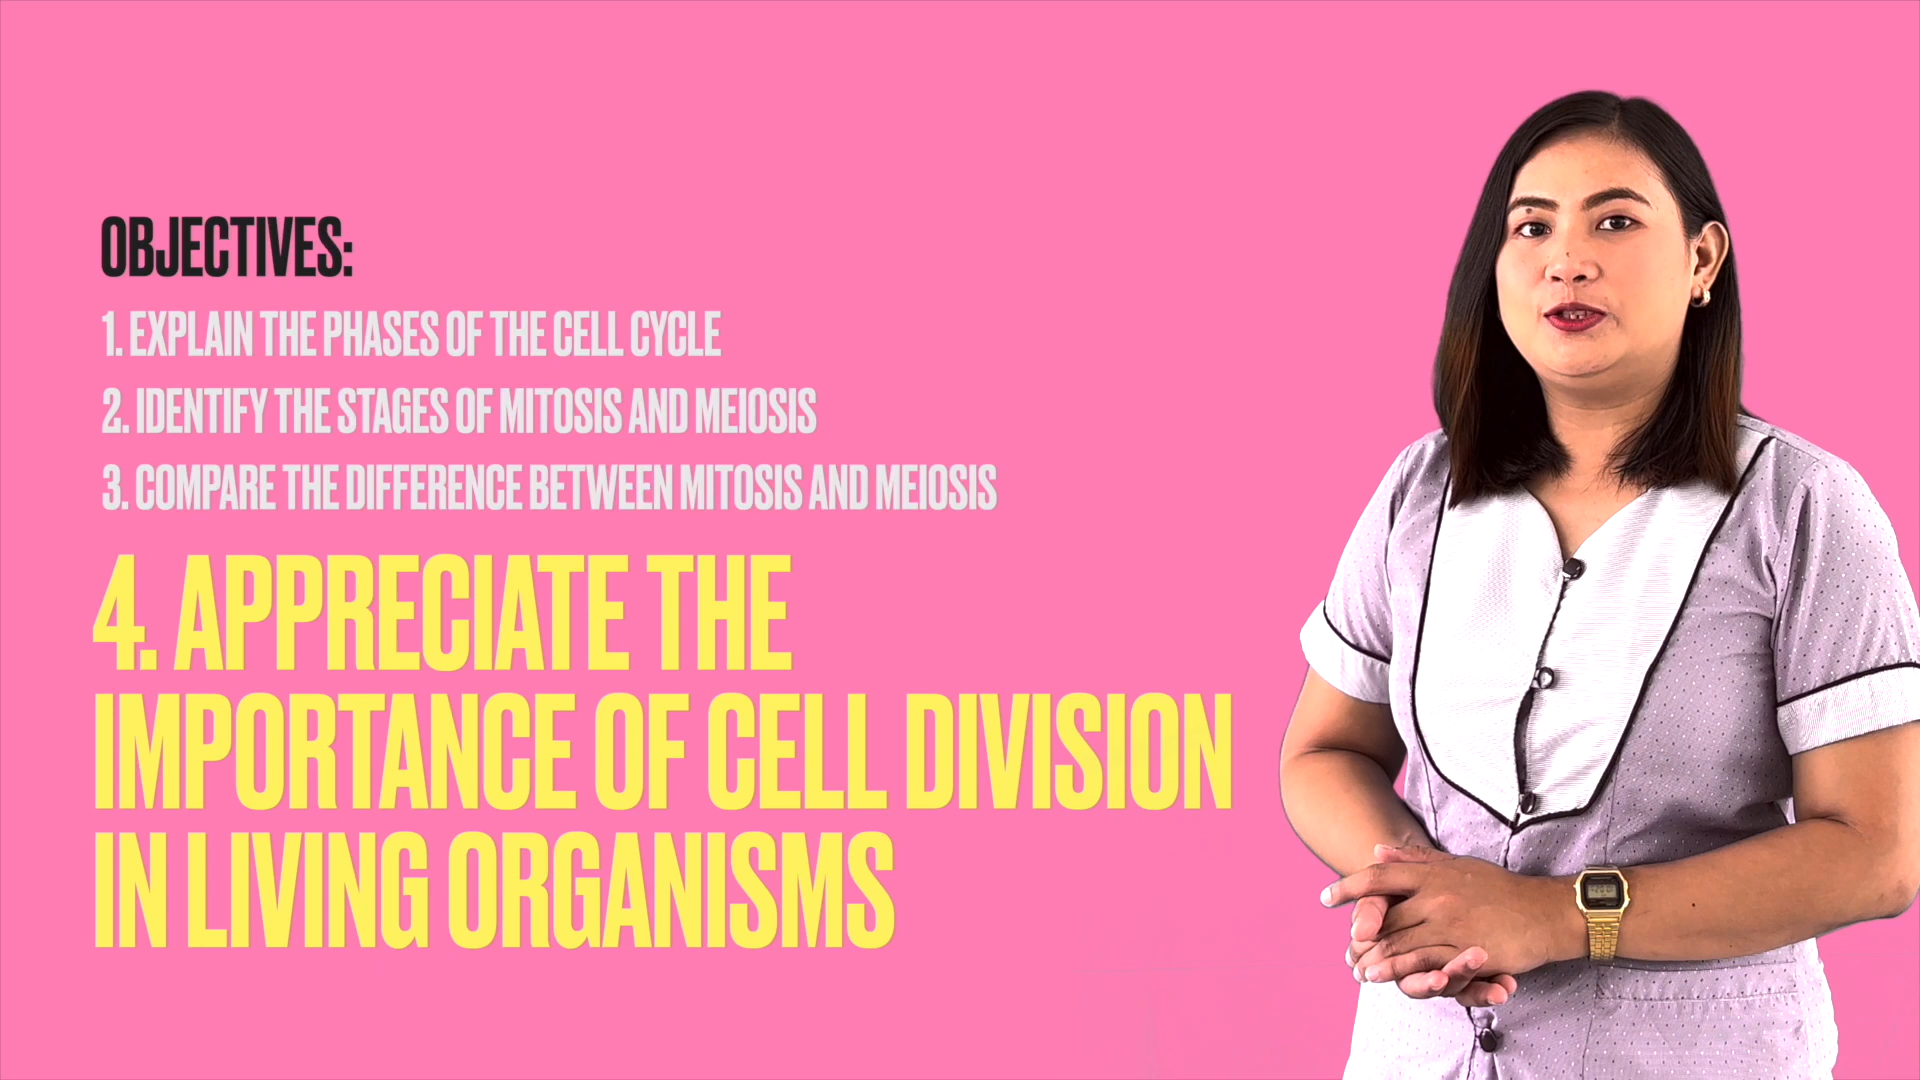 OBJECTIVES:
1. EXPLAIN THE PHASES OF THE CELL CYCLE
2. IDENTIFY THE STAGES OF MITOSIS AND MEIOSIS
3. COMPARE THE DIFFERENCE BETWEEN MITOSIS AND MEIOSIS
4. APPRECIATE THE
IMPORTANCE OF CELL DIVISION
IN LIVING ORGANISMS